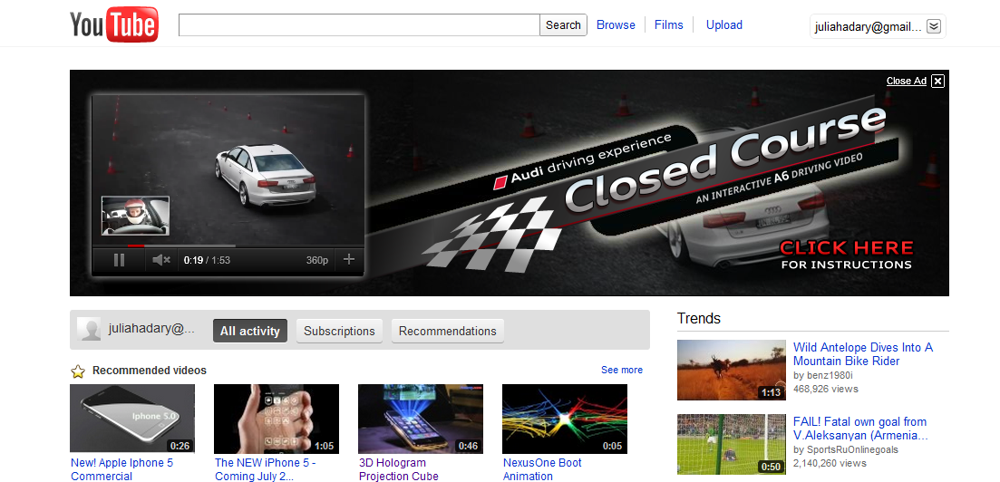 YouTube
Search
Browse
Films
Upload
juliahadary@gmail...
Close Ad
Audi driving experience
Closed Course
AN INTERACTIVE A6 DRIVING VIDEO
CLICK HERE
FOR INSTRUCTIONS
0:19 / 1:53
360p
juliahadary@...
All activity
Subscriptions
Recommendations
Recommended videos
See more
Iphone 5.0
0:26
1:05
0:46
0:05
New! Apple Iphone 5
Commercial
The NEW iPhone 5 -
Coming July 2...
3D Hologram
Projection Cube
NexusOne Boot
Animation
Trends
1:13
Wild Antelope Dives Into A
Mountain Bike Rider
by benz1980i
468,926 views
0:50
FAIL! Fatal own goal from
V.Aleksanyan (Armenia...
by SportsRuOnlinegoals
2,140,260 views